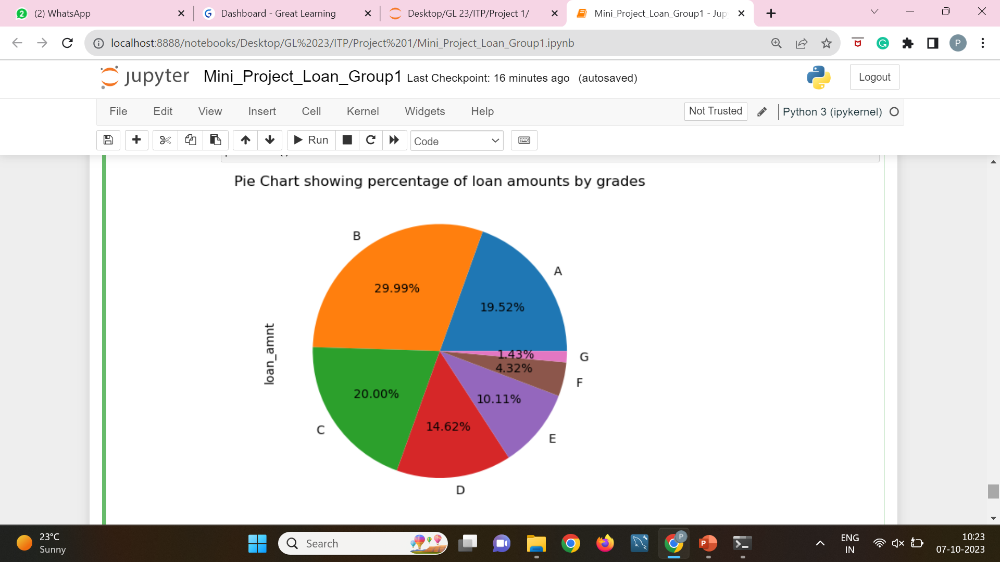 2 (2) WhatsApp
G Dashboard - Great Learning
Desktop/GL 23/ITP/Project 1/
Mini_Project_Loan_Group1 - Jup
localhost:8888/notebooks/Desktop/GL%2023/ITP/Project%201/Mini_Project_Loan_Group1.ipynb
G
P
jupyter Mini_Project_Loan_Group1 Last Checkpoint: 16 minutes ago (autosaved)
Logout
File Edit View Insert Cell Kernel Widgets Help
Not Trusted
Python 3 (ipykernel)
Run
Code
Pie Chart showing percentage of loan amounts by grades
B
A
29.99%
19.52%
loan_amnt
1.43%
G
4.32%
F
20.00%
10.11%
C
14.62%
E
D
23°C
Sunny
Search
P
P
ENG
IN
10:23
07-10-2023